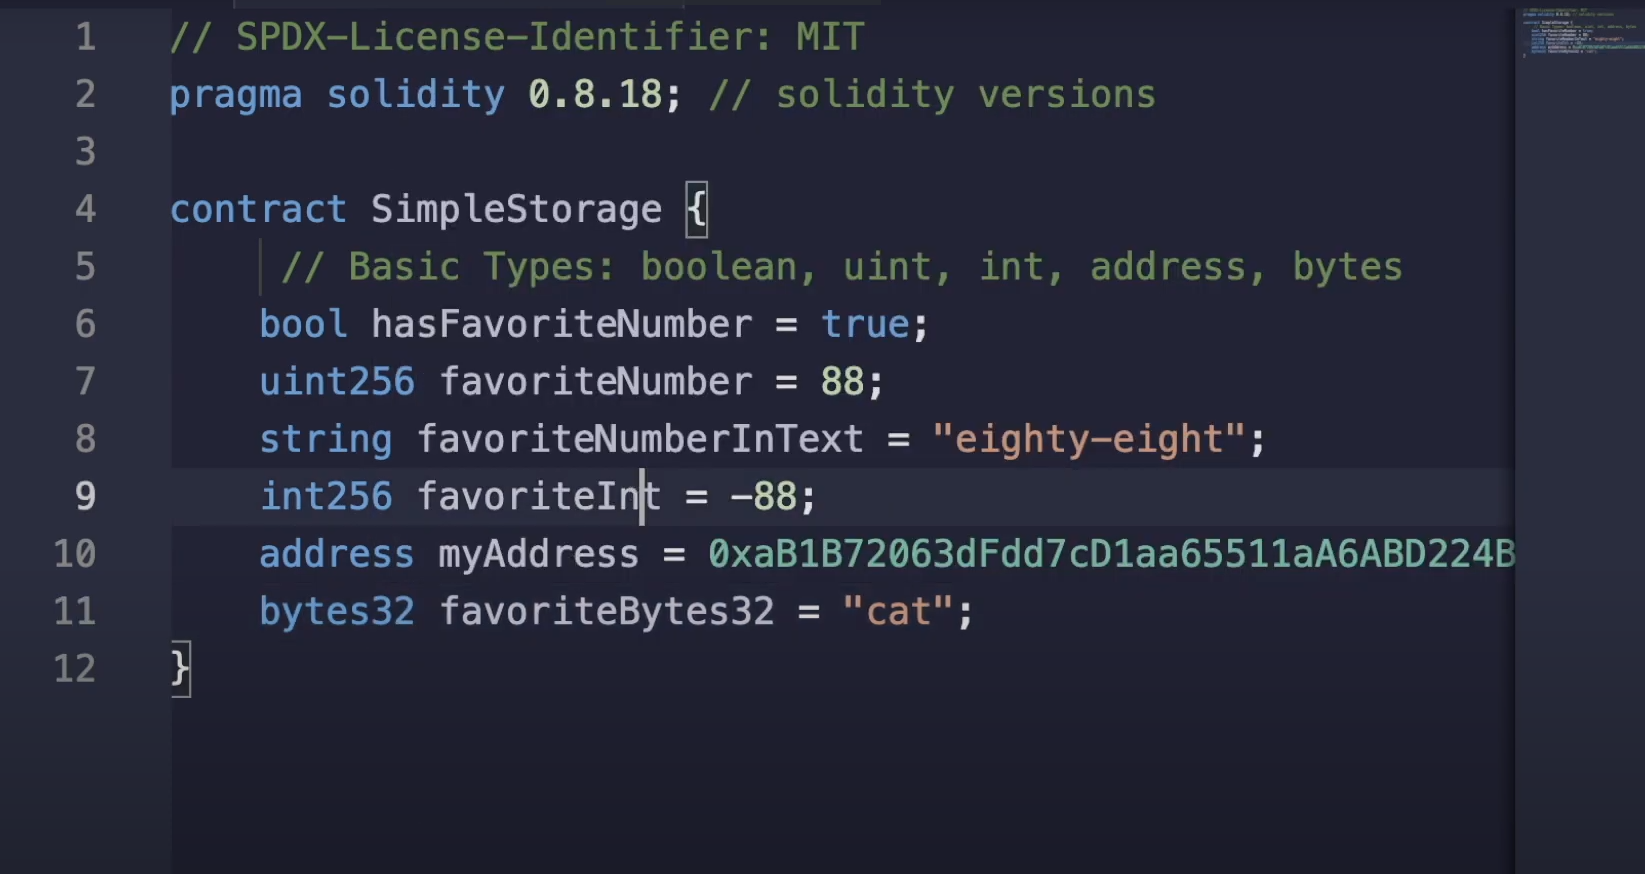 1 // SPDX-License-Identifier: MIT
2 pragma solidity 0.8.18; // solidity versions
3
4 contract SimpleStorage {
5 // Basic Types: boolean, uint, int, address, bytes
6 bool hasFavoriteNumber = true;
7 uint256 favoriteNumber = 88;
8 string favoriteNumberInText = "eighty-eight";
9 int256 favoriteInt = -88;
10 address myAddress = 0xaB1B72063dFdd7cD1aa65511aA6ABD224B
11 bytes32 favoriteBytes32 = "cat";
12 }